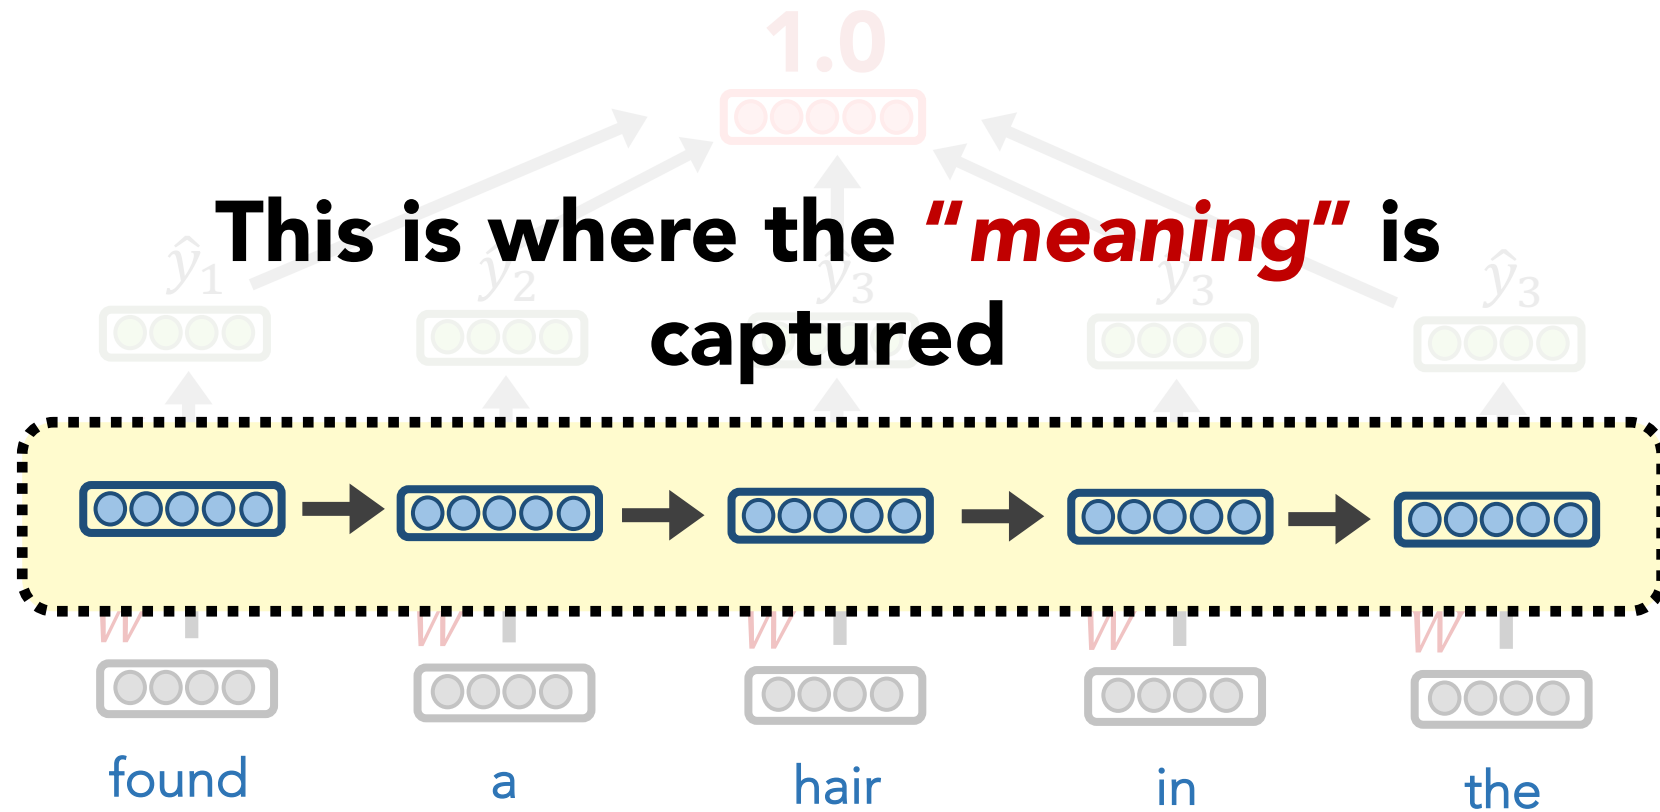 1.0
This is where the “meaning” is
captured
ŷ1 ŷ2 ŷ3 ŷ3 ŷ3
W W W W W
found a hair in the